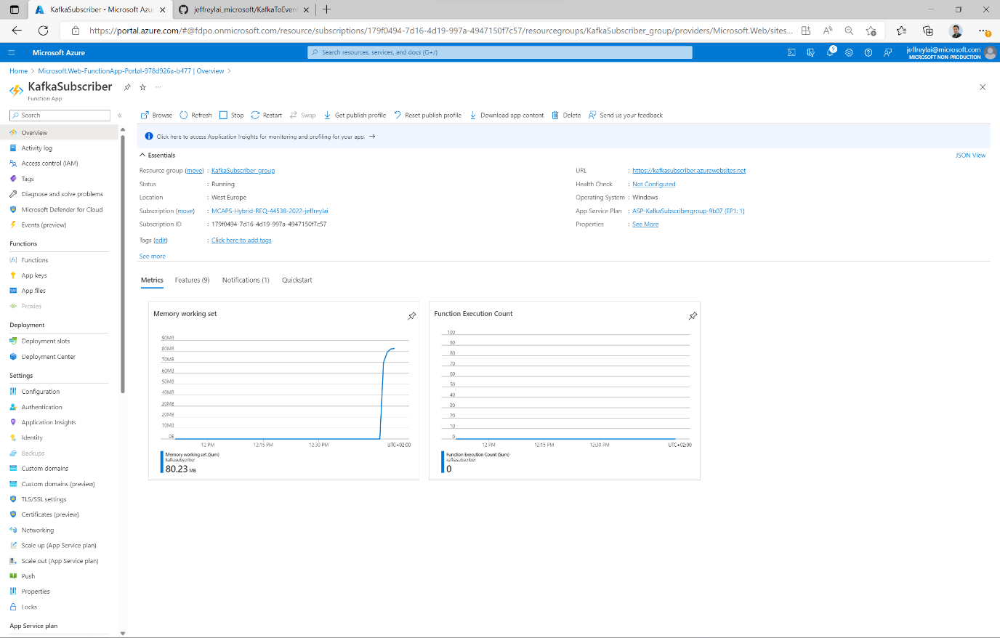 KafkaSubscriber - Microsoft Azur
jeffreylai_microsoft/KafkaToEven
https://portal.azure.com/#@fdpo.onmicrosoft.com/resource/subscriptions/179f0494-7d16-4d19-997a-4947150f7c57/resourcegroups/KafkaSubscriber_group/providers/Microsoft.Web/sites...
Microsoft Azure
Search resources, services, and docs (G+/)
3
jeffreylai@microsoft.com
MICROSOFT NON-PRODUCTION
Home > Microsoft.Web-FunctionApp-Portal-978d926a-b477 | Overview >
KafkaSubscriber
Function App
Search
Overview
Activity log
Access control (IAM)
Tags
Diagnose and solve problems
Microsoft Defender for Cloud
Events (preview)
Functions
Functions
App keys
App files
Proxies
Deployment
Deployment slots
Deployment Center
Settings
Configuration
Authentication
Application Insights
Identity
Backups
Custom domains
Custom domains (preview)
TLS/SSL settings
Certificates (preview)
Networking
Scale up (App Service plan)
Scale out (App Service plan)
Push
Properties
Locks
App Service plan
Browse Refresh Stop Restart Swap Get publish profile Reset publish profile Download app content Delete Send us your feedback
Click here to access Application Insights for monitoring and profiling for your app. →
Essentials
JSON View
Resource group (move) : KafkaSubscriber_group
Status : Running
Location : West Europe
Subscription (move) : MCAPS-Hybrid-REQ-44538-2022-jeffreylai
Subscription ID : 179f0494-7d16-4d19-997a-4947150f7c57
Tags (edit) : Click here to add tags
See more
URL : https://kafkasubscriber.azurewebsites.net
Health Check : Not Configured
Operating System : Windows
App Service Plan : ASP-KafkaSubscribergroup-9b07 (EP1: 1)
Properties : See More
Metrics Features (9) Notifications (1) Quickstart
Memory working set
90MB
80MB
70MB
60MB
50MB
40MB
30MB
20MB
10MB
0B
12 PM 12:15 PM 12:30 PM UTC+02:00
Memory working set (Sum)
kafkasubscriber
80.23 MB
Function Execution Count
100
90
80
70
60
50
40
30
20
10
0
12 PM 12:15 PM 12:30 PM UTC+02:00
Function Execution Count (Sum)
kafkasubscriber
0